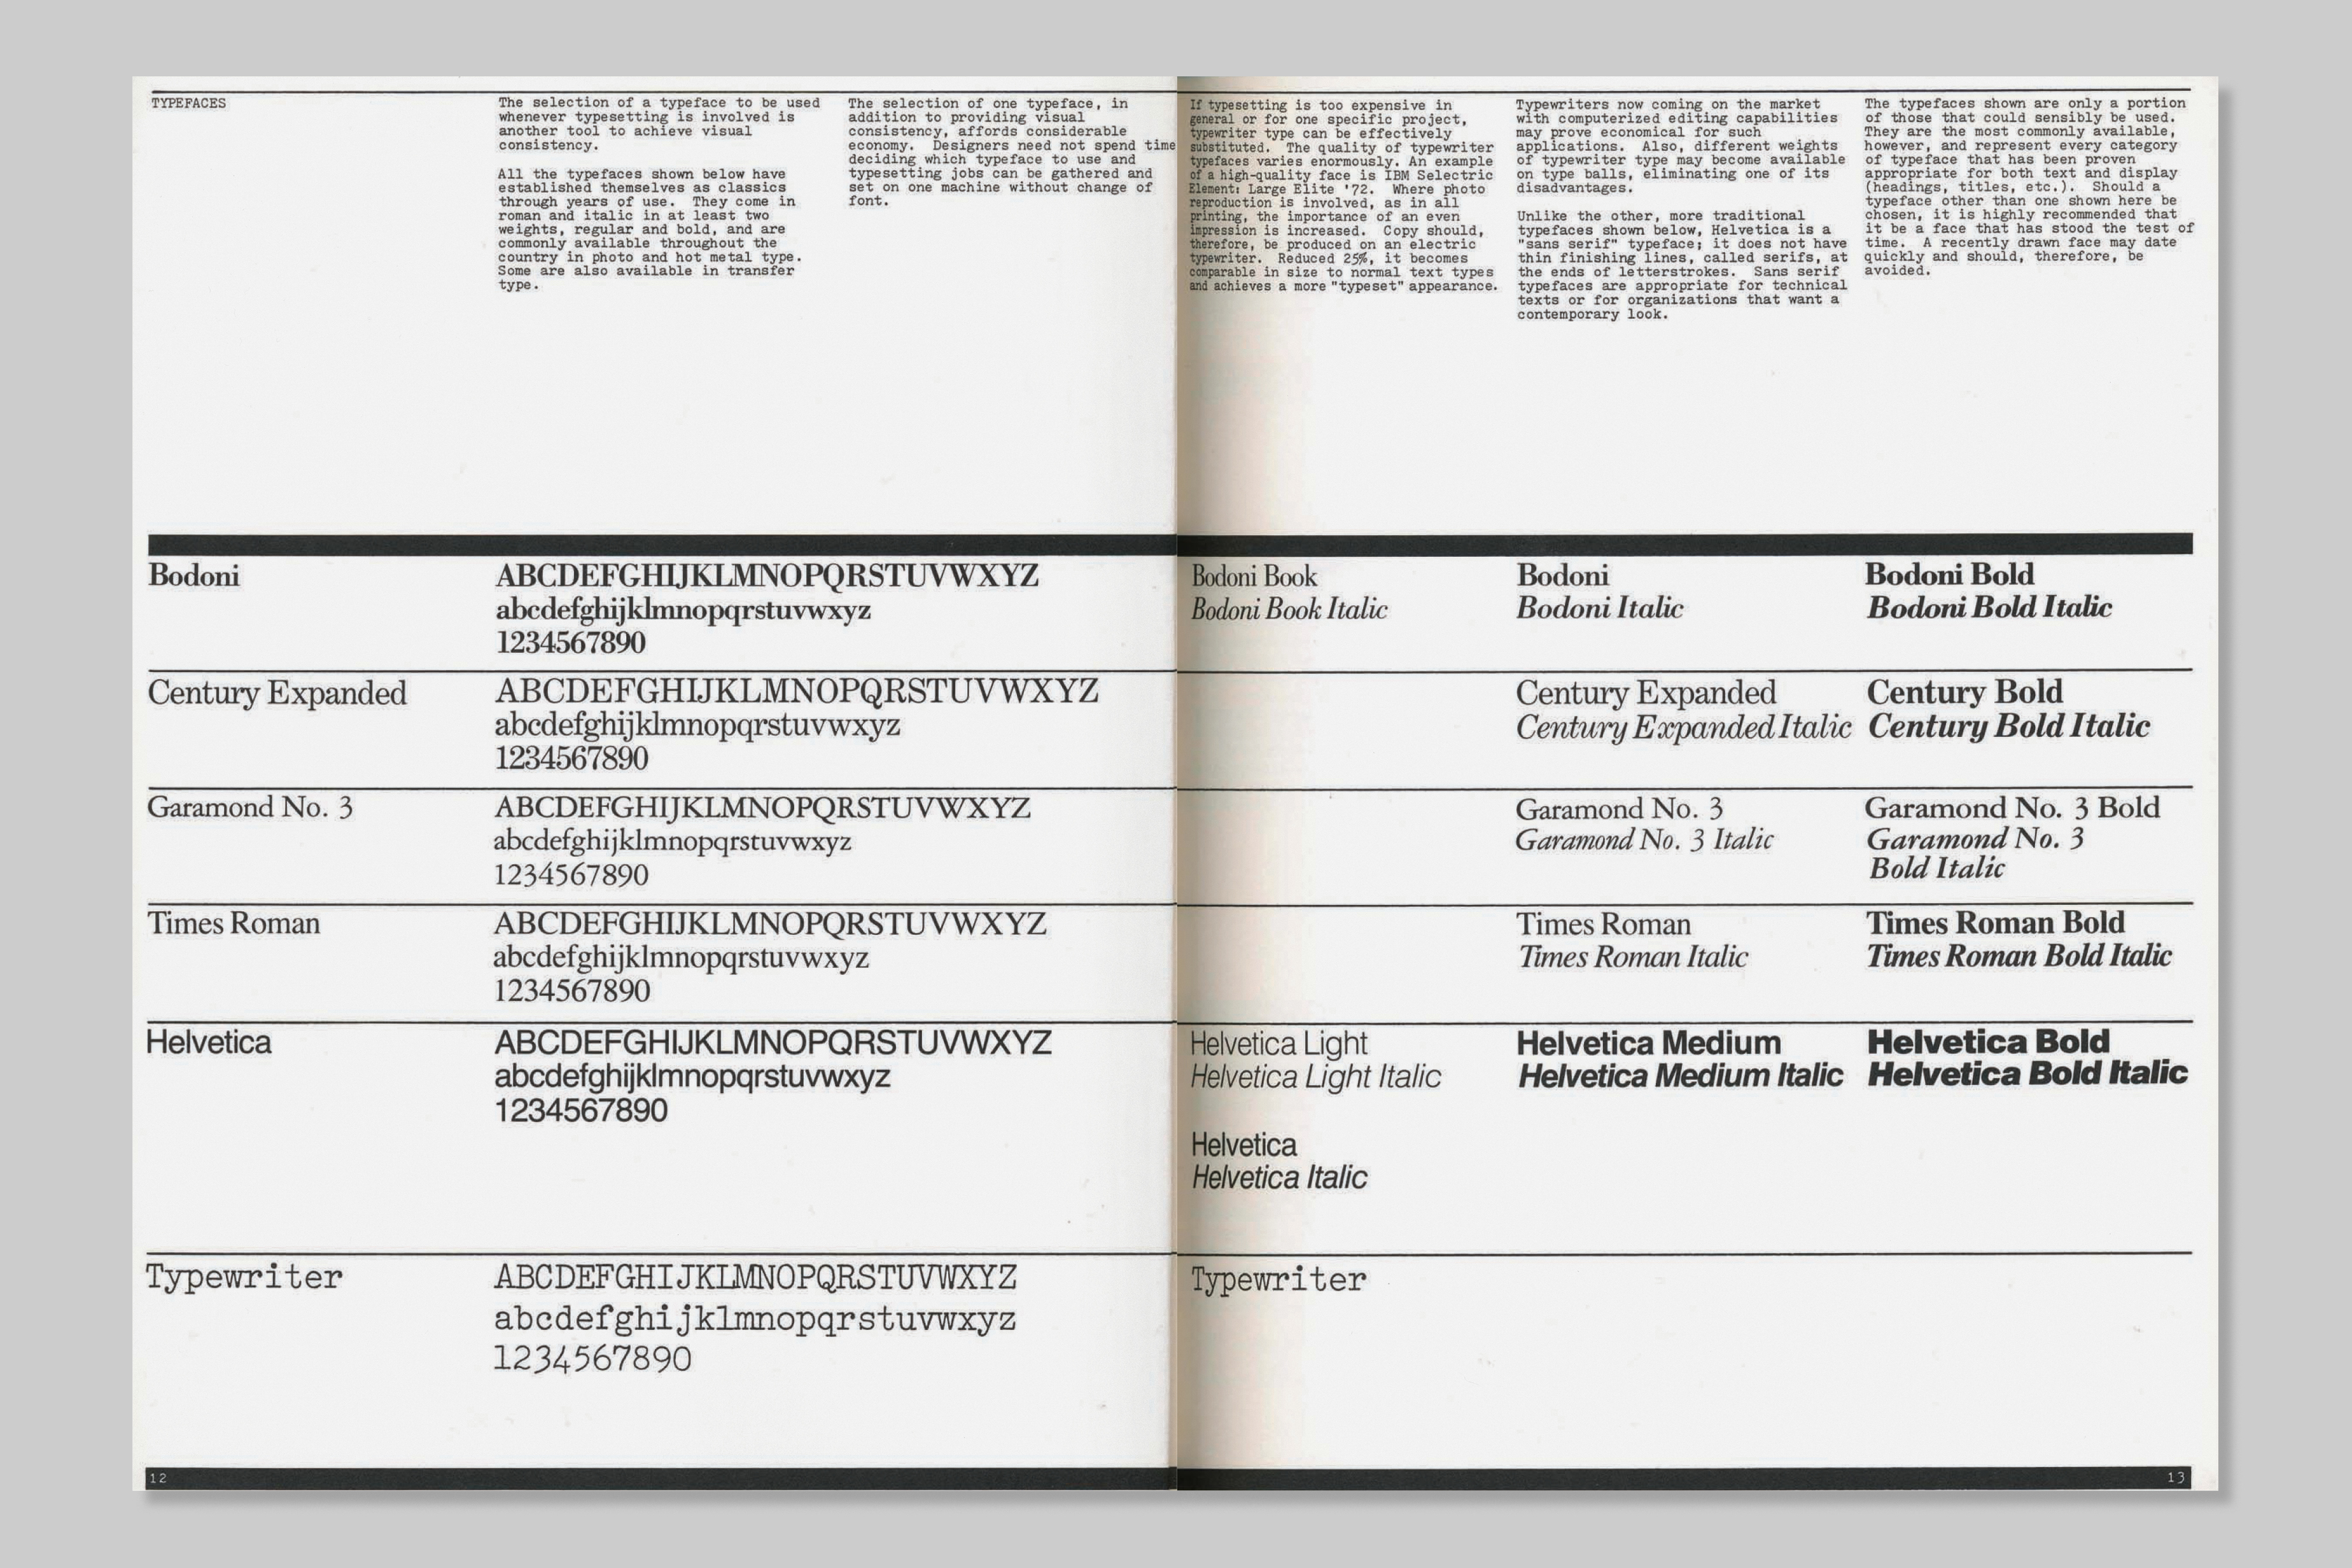 TYPEFACES
The selection of a typeface to be used
whenever typesetting is involved is
another tool to achieve visual
consistency.
All the typefaces shown below have
established themselves as classics
through years of use. They come in
roman and italic in at least two
weights, regular and bold, and are
commonly available throughout the
country in photo and hot metal type.
Some are also available in transfer
type.
The selection of one typeface, in
addition to providing visual
consistency, affords considerable
economy. Designers need not spend time
deciding which typeface to use and
typesetting jobs can be gathered and
set on one machine without change of
font.
If typesetting is too expensive in
general or for one specific project,
typewriter type can be effectively
substituted. The quality of typewriter
typefaces varies enormously. An example
of a high-quality face is IBM Selectric
Element: Large Elite '72. Where photo
reproduction is involved, as in all
printing, the importance of an even
impression is increased. Copy should,
therefore, be produced on an electric
typewriter. Reduced 25%, it becomes
comparable in size to normal text types
and achieves a more "typeset" appearance.
Typewriters now coming on the market
with computerized editing capabilities
may prove economical for such
applications. Also, different weights
of typewriter type may become available
on type balls, eliminating one of its
disadvantages.
Unlike the other, more traditional
typefaces shown below, Helvetica is a
"sans serif" typeface; it does not have
thin finishing lines, called serifs, at
the ends of letterstrokes. Sans serif
typefaces are appropriate for technical
texts or for organizations that want a
contemporary look.
The typefaces shown are only a portion
of those that could sensibly be used.
They are the most commonly available,
however, and represent every category
of typeface that has been proven
appropriate for both text and display
(headings, titles, etc.). Should a
typeface other than one shown here be
chosen, it is highly recommended that
it be a face that has stood the test of
time. A recently drawn face may date
quickly and should, therefore, be
avoided.
Bodoni
ABCDEFGHIJKLMNOPQRSTUVWXYZ
abcdefghijklmnopqrstuvwxyz
1234567890
Bodoni Book
Bodoni Book Italic
Bodoni
Bodoni Italic
Bodoni Bold
Bodoni Bold Italic
Century Expanded
ABCDEFGHIJKLMNOPQRSTUVWXYZ
abcdefghijklmnopqrstuvwxyz
1234567890
Century Expanded
Century Expanded Italic
Century Bold
Century Bold Italic
Garamond No. 3
ABCDEFGHIJKLMNOPQRSTUVWXYZ
abcdefghijklmnopqrstuvwxyz
1234567890
Garamond No. 3
Garamond No. 3 Italic
Garamond No. 3 Bold
Garamond No. 3
Bold Italic
Times Roman
ABCDEFGHIJKLMNOPQRSTUVWXYZ
abcdefghijklmnopqrstuvwxyz
1234567890
Times Roman
Times Roman Italic
Times Roman Bold
Times Roman Bold Italic
Helvetica
ABCDEFGHIJKLMNOPQRSTUVWXYZ
abcdefghijklmnopqrstuvwxyz
1234567890
Helvetica Light
Helvetica Light Italic
Helvetica
Helvetica Italic
Helvetica Medium
Helvetica Medium Italic
Helvetica Bold
Helvetica Bold Italic
Typewriter
ABCDEFGHIJKLMNOPQRSTUVWXYZ
abcdefghijklmnopqrstuvwxyz
1234567890
Typewriter
12
13